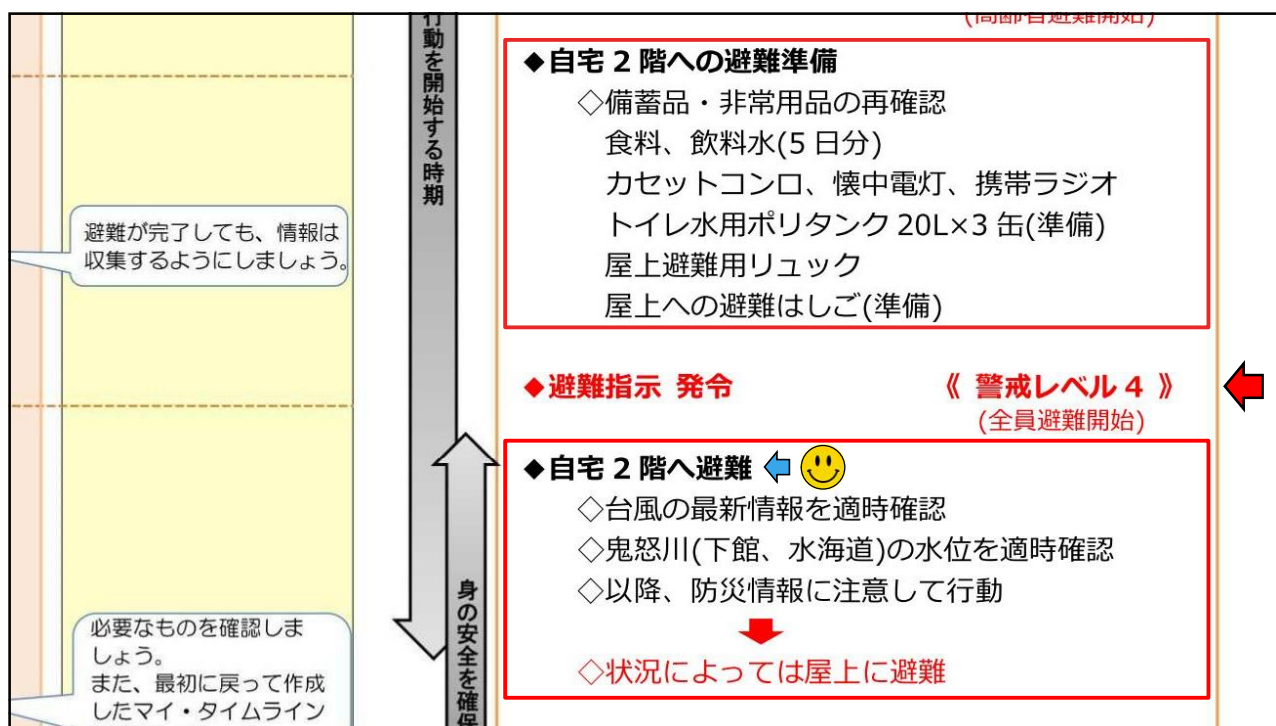 避難が完了しても、情報は
収集するようにしましょう。
必要なものを確認しま
しょう。
また、最初に戻って作成
したマイ・タイムライン
行動を開始する時期
身の安全を確保
(高齢者避難開始)
◆自宅 2 階への避難準備
◇備蓄品・非常用品の再確認
食料、飲料水(5 日分)
カセットコンロ、懐中電灯、携帯ラジオ
トイレ水用ポリタンク 20L×3 缶(準備)
屋上避難用リュック
屋上への避難はしご(準備)
◆避難指示 発令 《 警戒レベル 4 》
(全員避難開始)
◆自宅 2 階へ避難
◇台風の最新情報を適時確認
◇鬼怒川(下館、水海道)の水位を適時確認
◇以降、防災情報に注意して行動
◇状況によっては屋上に避難